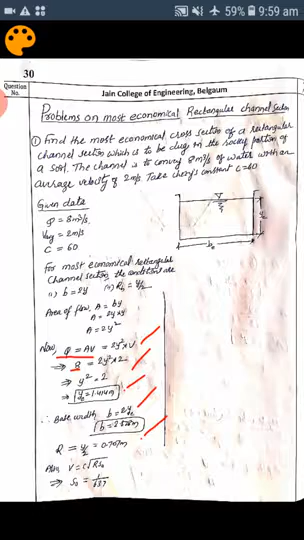 59% 9:59 am
30
Question
No.
Jain College of Engineering, Belgaum
Problems on most economical Rectangular channel section
① Find the most economical cross section of a rectangular
channel section which is to be dug in the rocky portion of
a soil. The channel is to convey 8m³/s of water with an
average velocity of 2m/s. Take chezy's constant C=60
Given data
Q = 8m³/s
Vavg = 2m/s
C = 60
For most economical rectangular
channel section, the conditions are
(i) b = 2y (ii) Rh = y/2
Area of flow, A = by
A = 2y×y
A = 2y²
Now, Q = AV = 2y²×V
⇒ 8 = 2y²×2
⇒ y² = 2
⇒ y = 1.414m
∴ Base width, b = 2y
b = 2.828m
R = y/2 = 0.707m
Also, V = C√RS₀
⇒ S₀ =